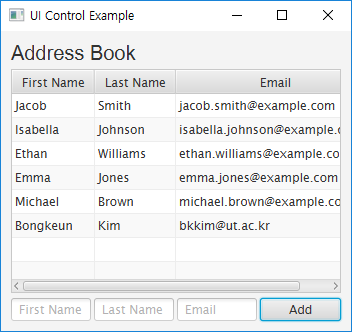 UI Control Example
Address Book
First Name Last Name Email
Jacob Smith jacob.smith@example.com
Isabella Johnson isabella.johnson@example.c
Ethan Williams ethan.williams@example.com
Emma Jones emma.jones@example.com
Michael Brown michael.brown@example.com
Bongkeun Kim bkkim@ut.ac.kr
First Name Last Name Email Add